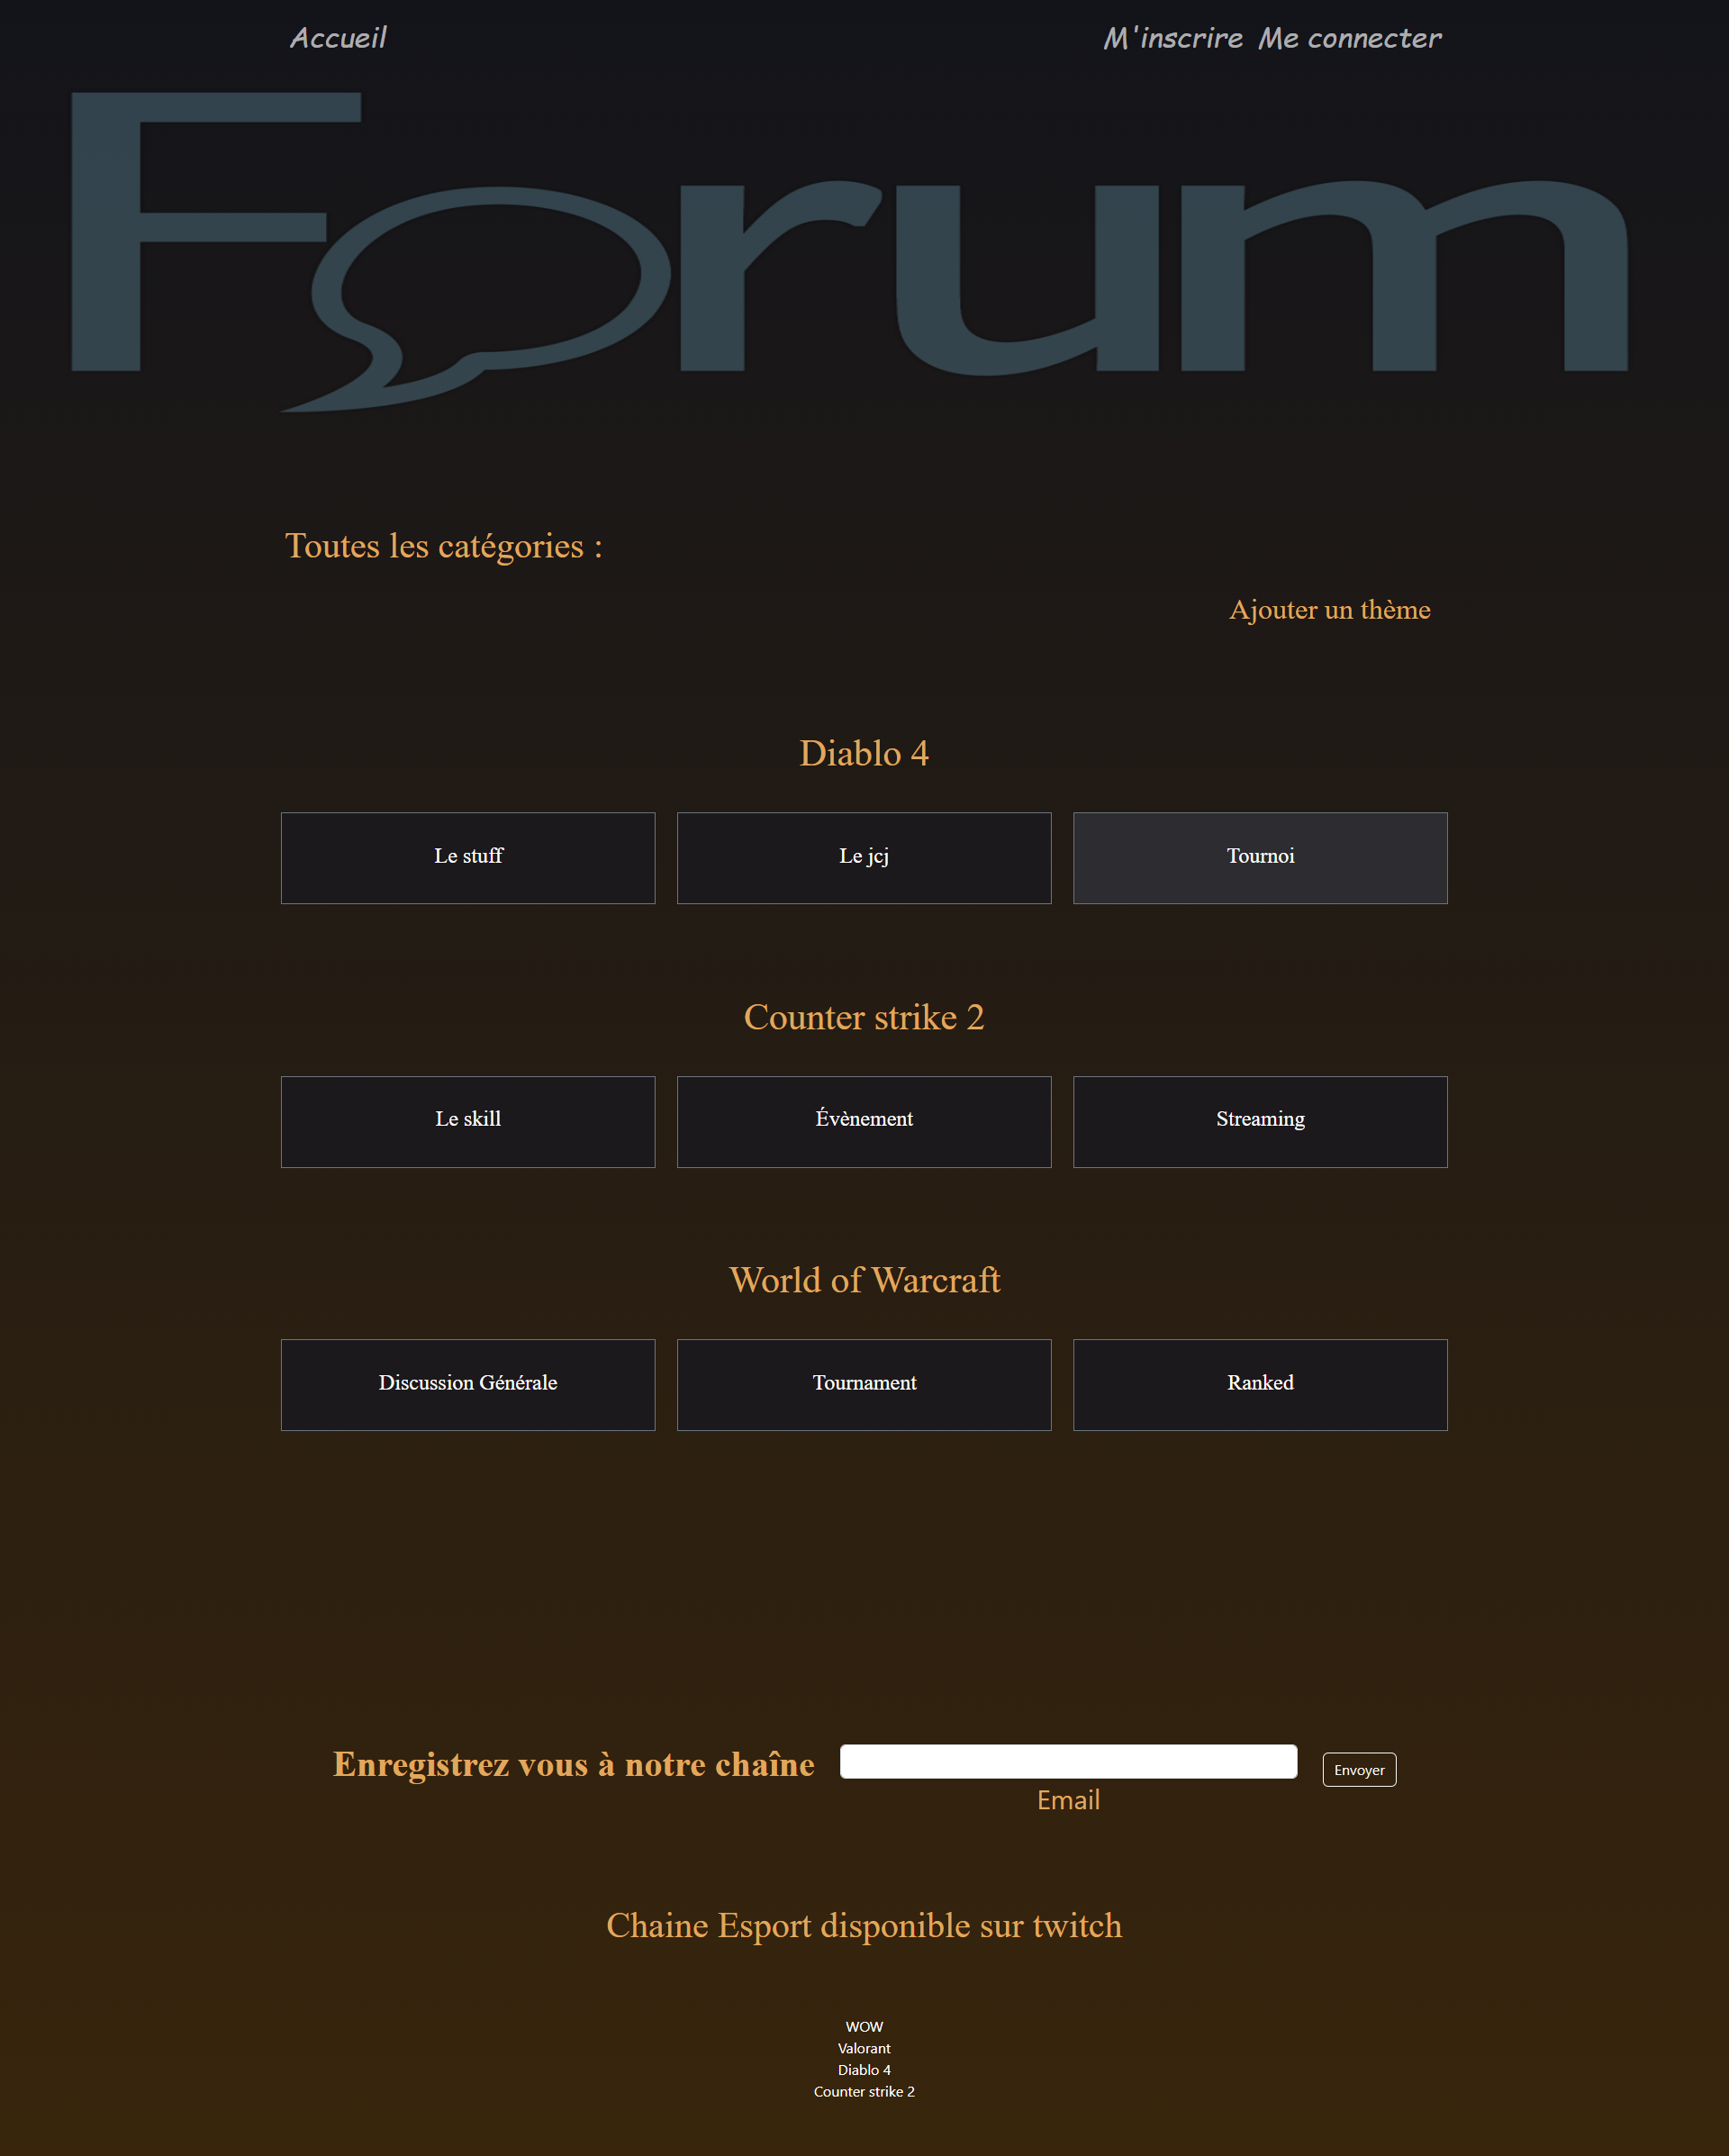 Accueil M'inscrire Me connecter
Forum
Toutes les catégories :
Ajouter un thème
Diablo 4
Le stuff Le jcj Tournoi
Counter strike 2
Le skill Évènement Streaming
World of Warcraft
Discussion Générale Tournament Ranked
Enregistrez vous à notre chaîne Envoyer
Email
Chaine Esport disponible sur twitch
WOW
Valorant
Diablo 4
Counter strike 2